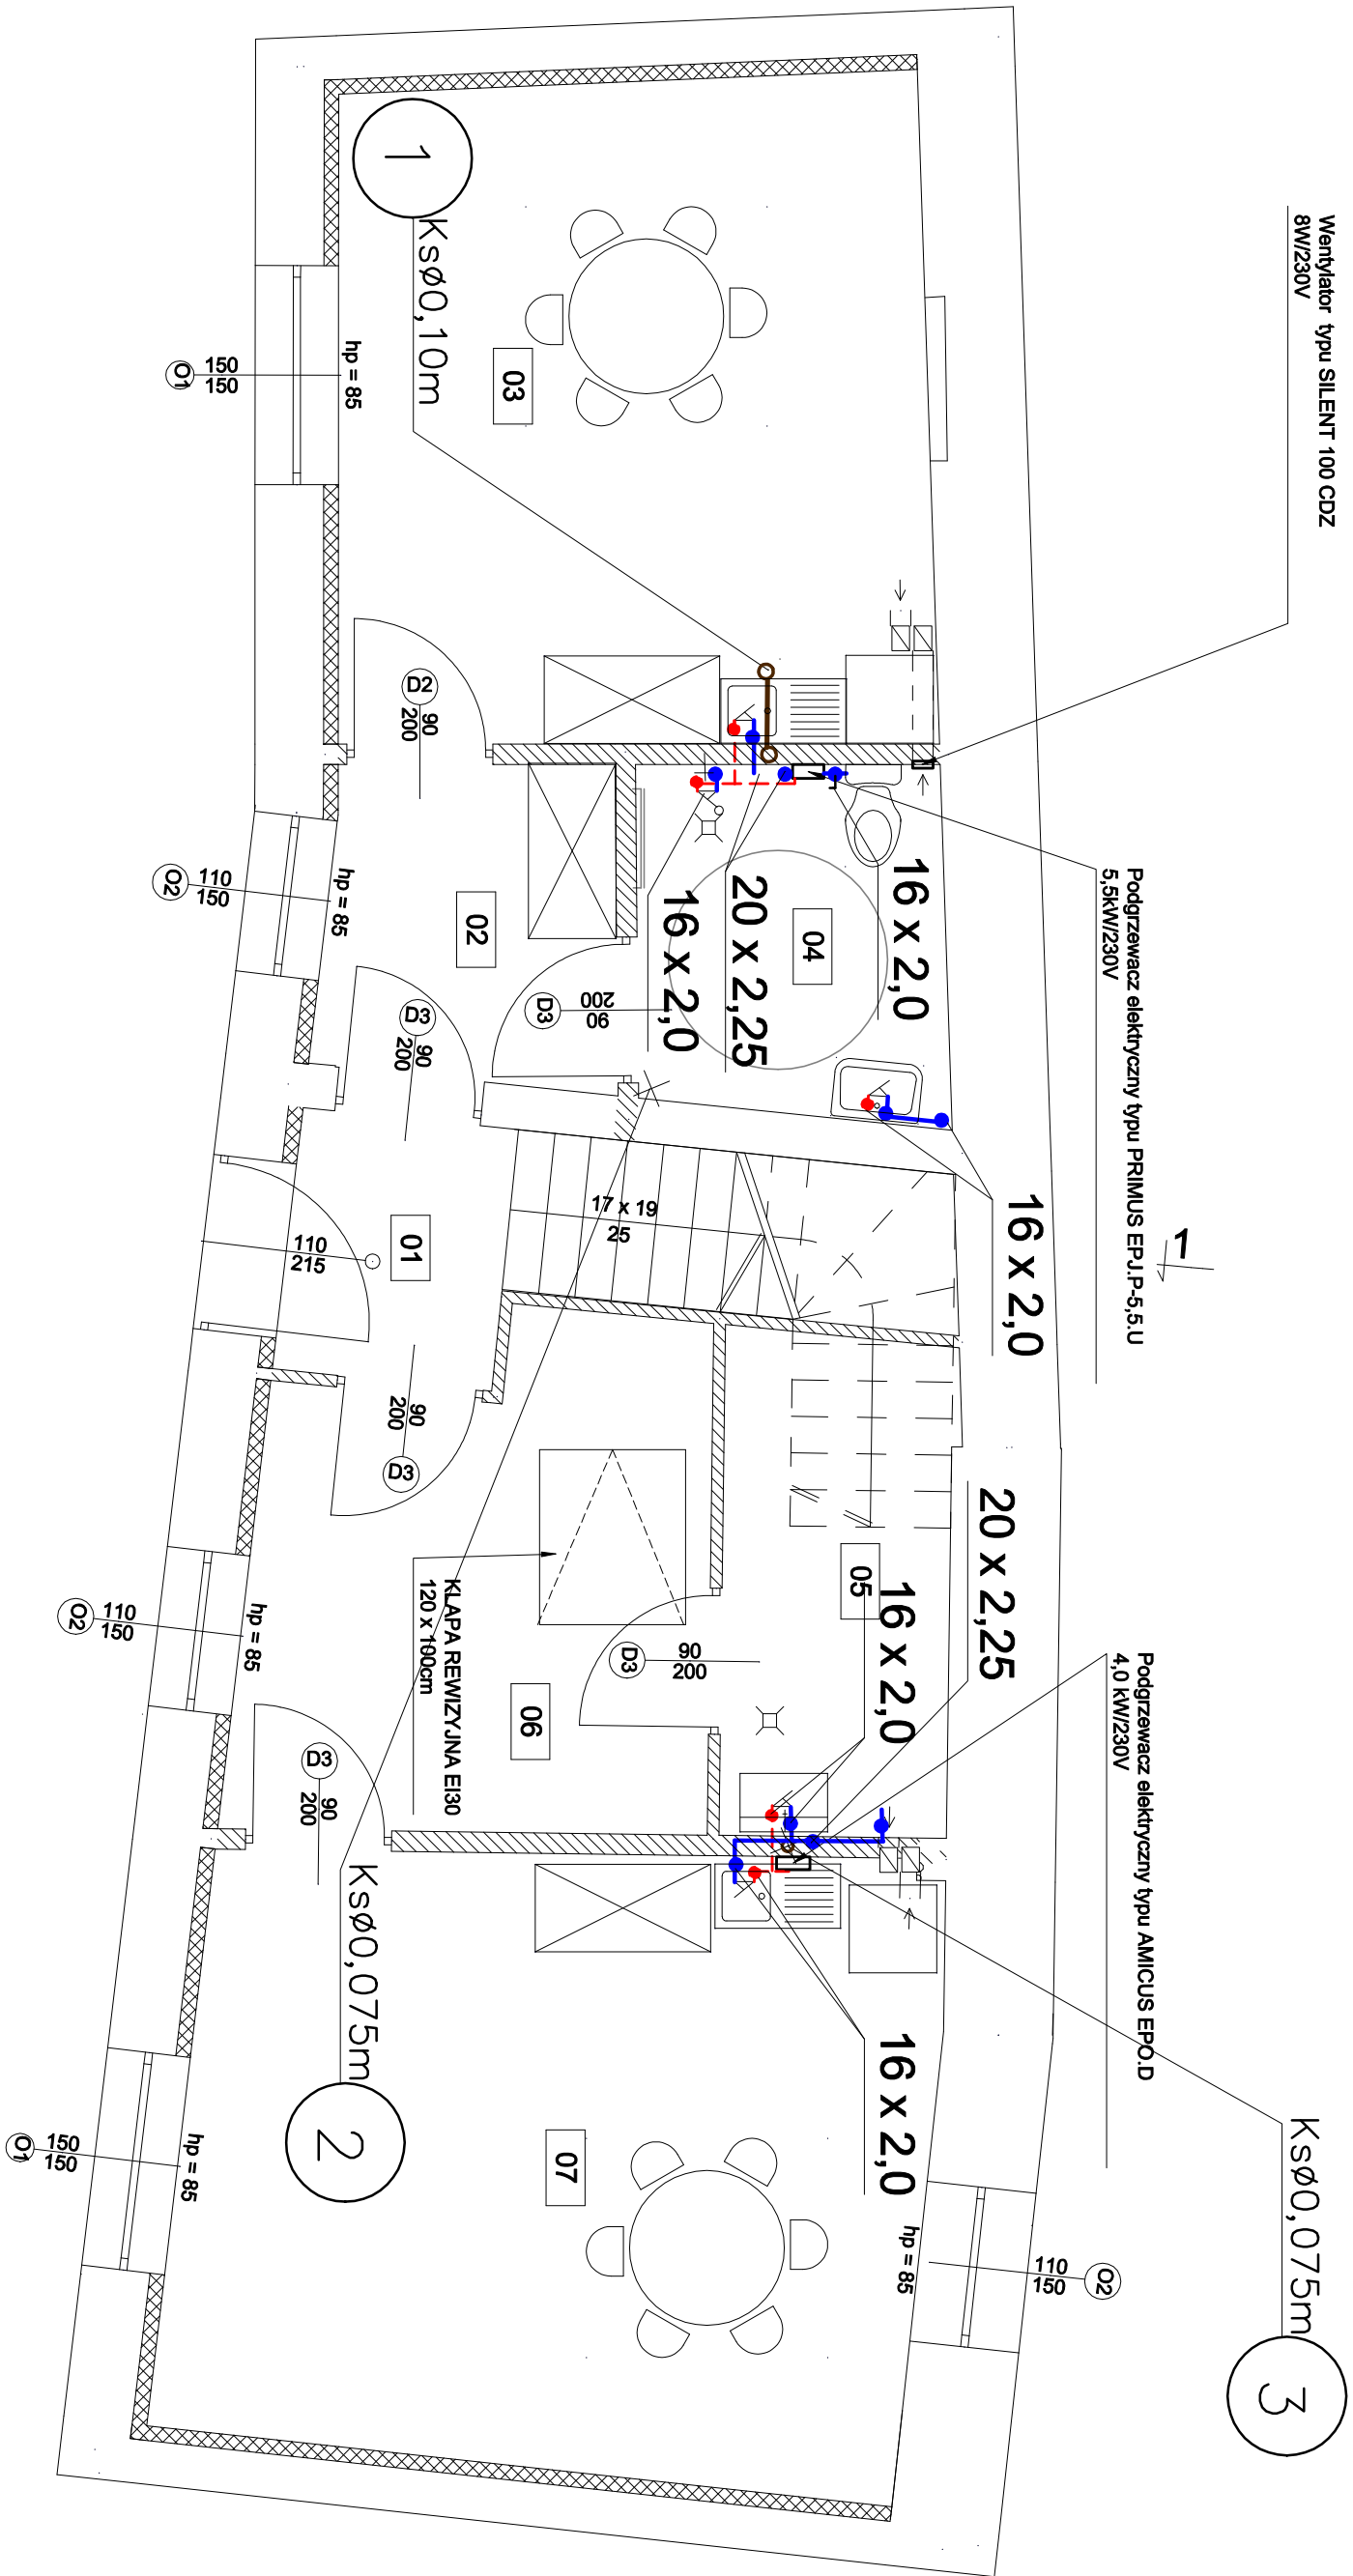 Wentylator typu SILENT 100 CDZ
8W/230V
Podgrzewacz elektryczny typu PRIMUS EPJ.P-5,5.U
5,5kW/230V
1
Podgrzewacz elektryczny typu AMICUS EPO.D
4,0 kW/230V
Ksø0,075m
3
1
Ksø0,10m
03
hp = 85
150
150
O1
D2
90
200
16 x 2,0
20 x 2,25
16 x 2,0
04
02
hp = 85
110
150
O2
D3
90
200
D3
90
200
16 x 2,0
17 x 19
25
01
110
215
90
200
D3
20 x 2,25
16 x 2,0
05
D3
90
200
KLAPA REWIZYJNA EI30
120 x 100cm
06
hp = 85
110
150
O2
D3
90
200
Ksø0,075m
2
16 x 2,0
07
hp = 85
110
150
O2
hp = 85
150
150
O1